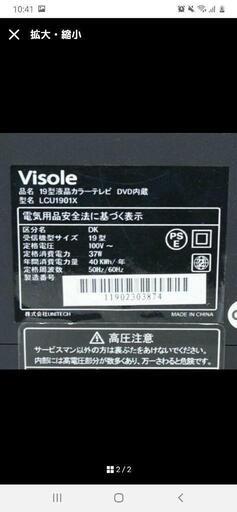 10:41
拡大・縮小
Visole
品名 19型液晶カラーテレビ DVD内蔵
型名 LCU1901X
電気用品安全法に基づく表示
区分名 DK
受信機型サイズ 19型
定格電圧 100V~
定格消費電力 37W
年間消費電力量 40 KWh/年
定格周波数 50Hz/60Hz
製造番号
PS
E
11902303874
高圧注意
サービスマン以外の方は裏ぶたをあけないでください。
内部には高電圧部分が数多くあり、万一さわると危険です。
株式会社UNITECH
MADE IN CHINA
2 / 2